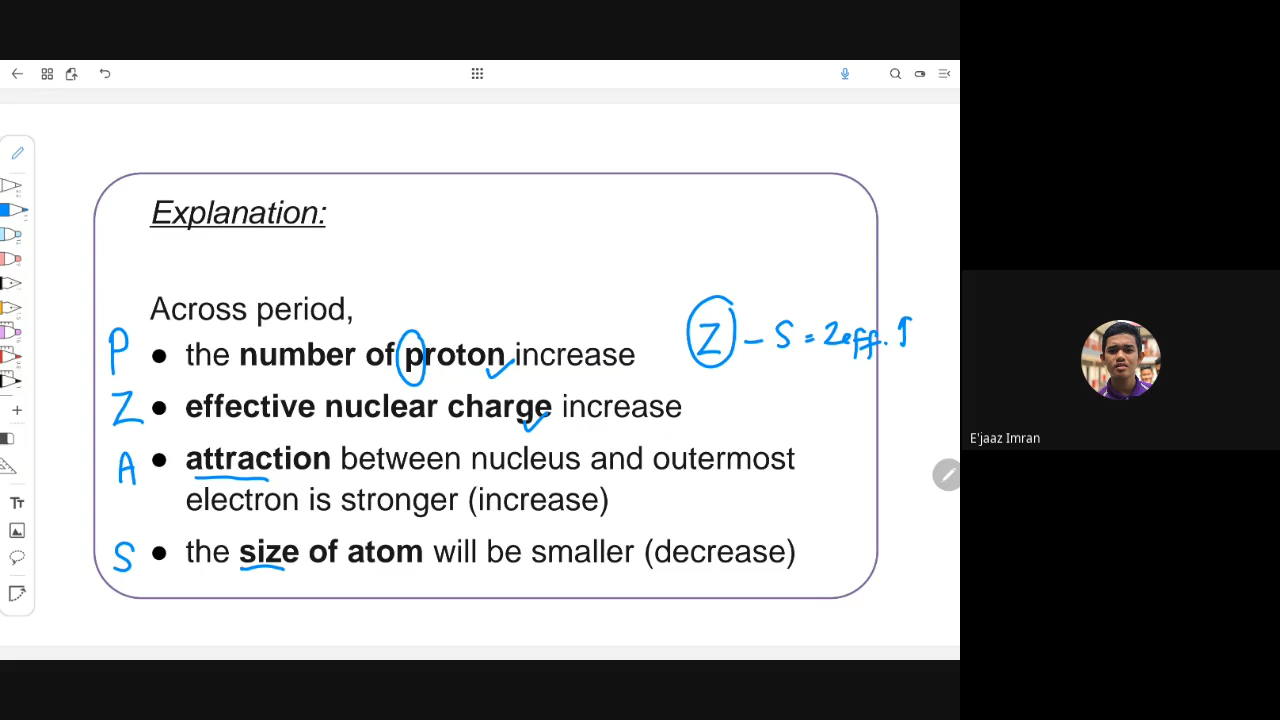 Explanation:
Across period,
P ● the number of proton increase
Z - S = Zeff. ↑
Z ● effective nuclear charge increase
A ● attraction between nucleus and outermost
electron is stronger (increase)
S ● the size of atom will be smaller (decrease)
E'jaaz Imran
Tt